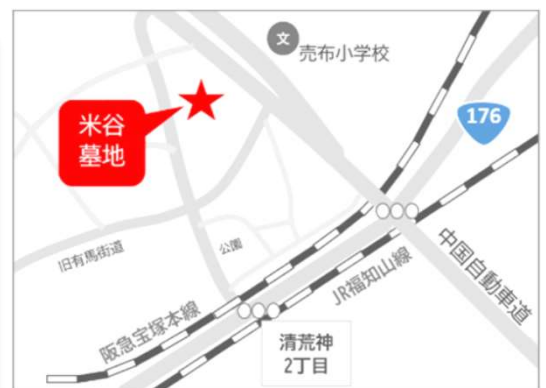 文
売布小学校
米谷
墓地
176
旧有馬街道
公園
中国自動車道
JR福知山線
阪急宝塚本線
清荒神
2丁目